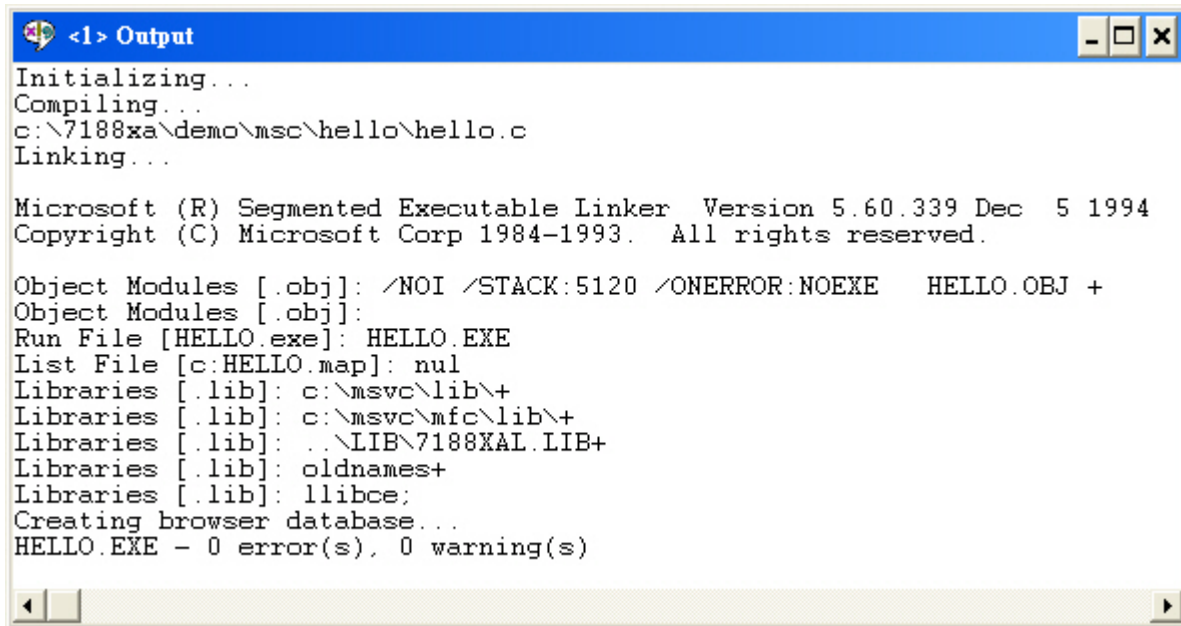 <1> Output
Initializing...
Compiling...
c:\7188xa\demo\msc\hello\hello.c
Linking...
Microsoft (R) Segmented Executable Linker  Version 5.60.339 Dec  5 1994
Copyright (C) Microsoft Corp 1984-1993.  All rights reserved.
Object Modules [.obj]: /NOI /STACK:5120 /ONERROR:NOEXE   HELLO.OBJ +
Object Modules [.obj]:
Run File [HELLO.exe]: HELLO.EXE
List File [c:HELLO.map]: nul
Libraries [.lib]: c:\msvc\lib\+
Libraries [.lib]: c:\msvc\mfc\lib\+
Libraries [.lib]: ..\LIB\7188XAL.LIB+
Libraries [.lib]: oldnames+
Libraries [.lib]: llibce;
Creating browser database...
HELLO.EXE - 0 error(s), 0 warning(s)